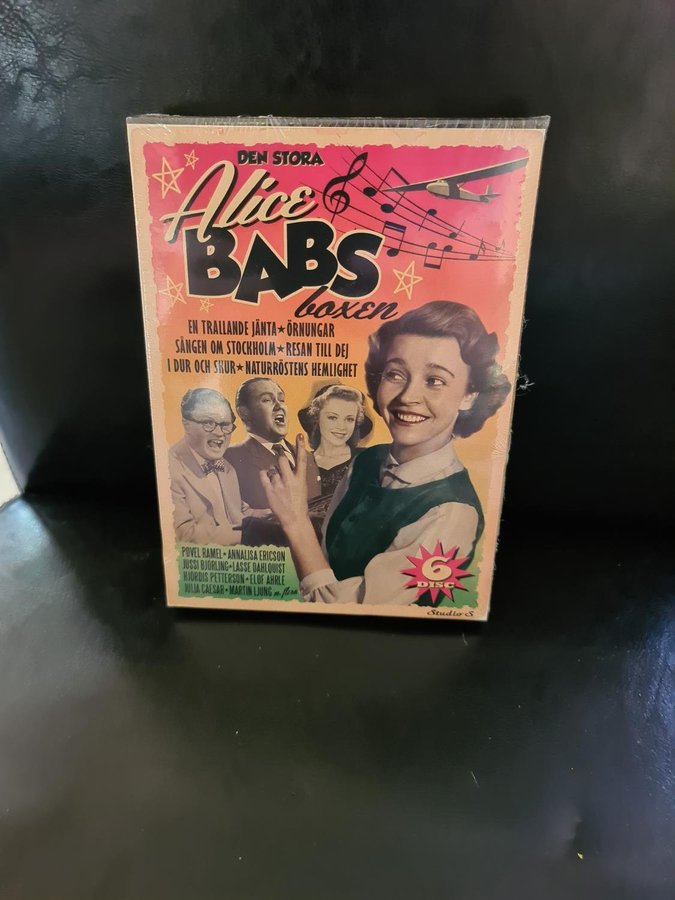 DEN STORA
Alice
BABS
boxen
EN TRALLANDE JÄNTA★ÖRNUNGAR
SÅNGEN OM STOCKHOLM★RESAN TILL DEJ
I DUR OCH SKUR★NATURRÖSTENS HEMLIGHET
POVEL RAMEL★ANNALISA ERICSON
JUSSI BJÖRLING★LASSE DAHLQUIST
HJÖRDIS PETTERSON★ELOF AHRLE
JULIA CAESAR★MARTIN LJUNG m. flera
6
DISC
Studio S